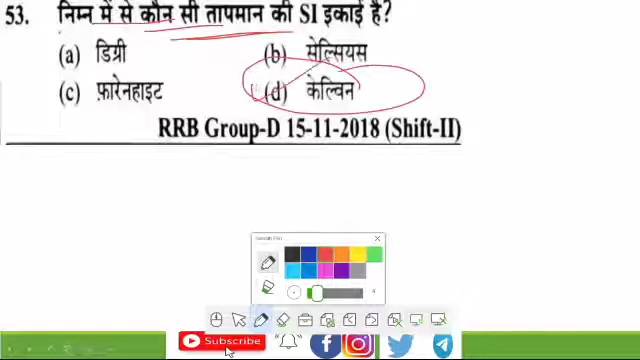 53. निम्न में से कौन सी तापमान की SI इकाई है?
(a) डिग्री (b) सेल्सियस
(c) फ़ारेनहाइट (d) केल्विन
RRB Group-D 15-11-2018 (Shift-II)
Subscribe